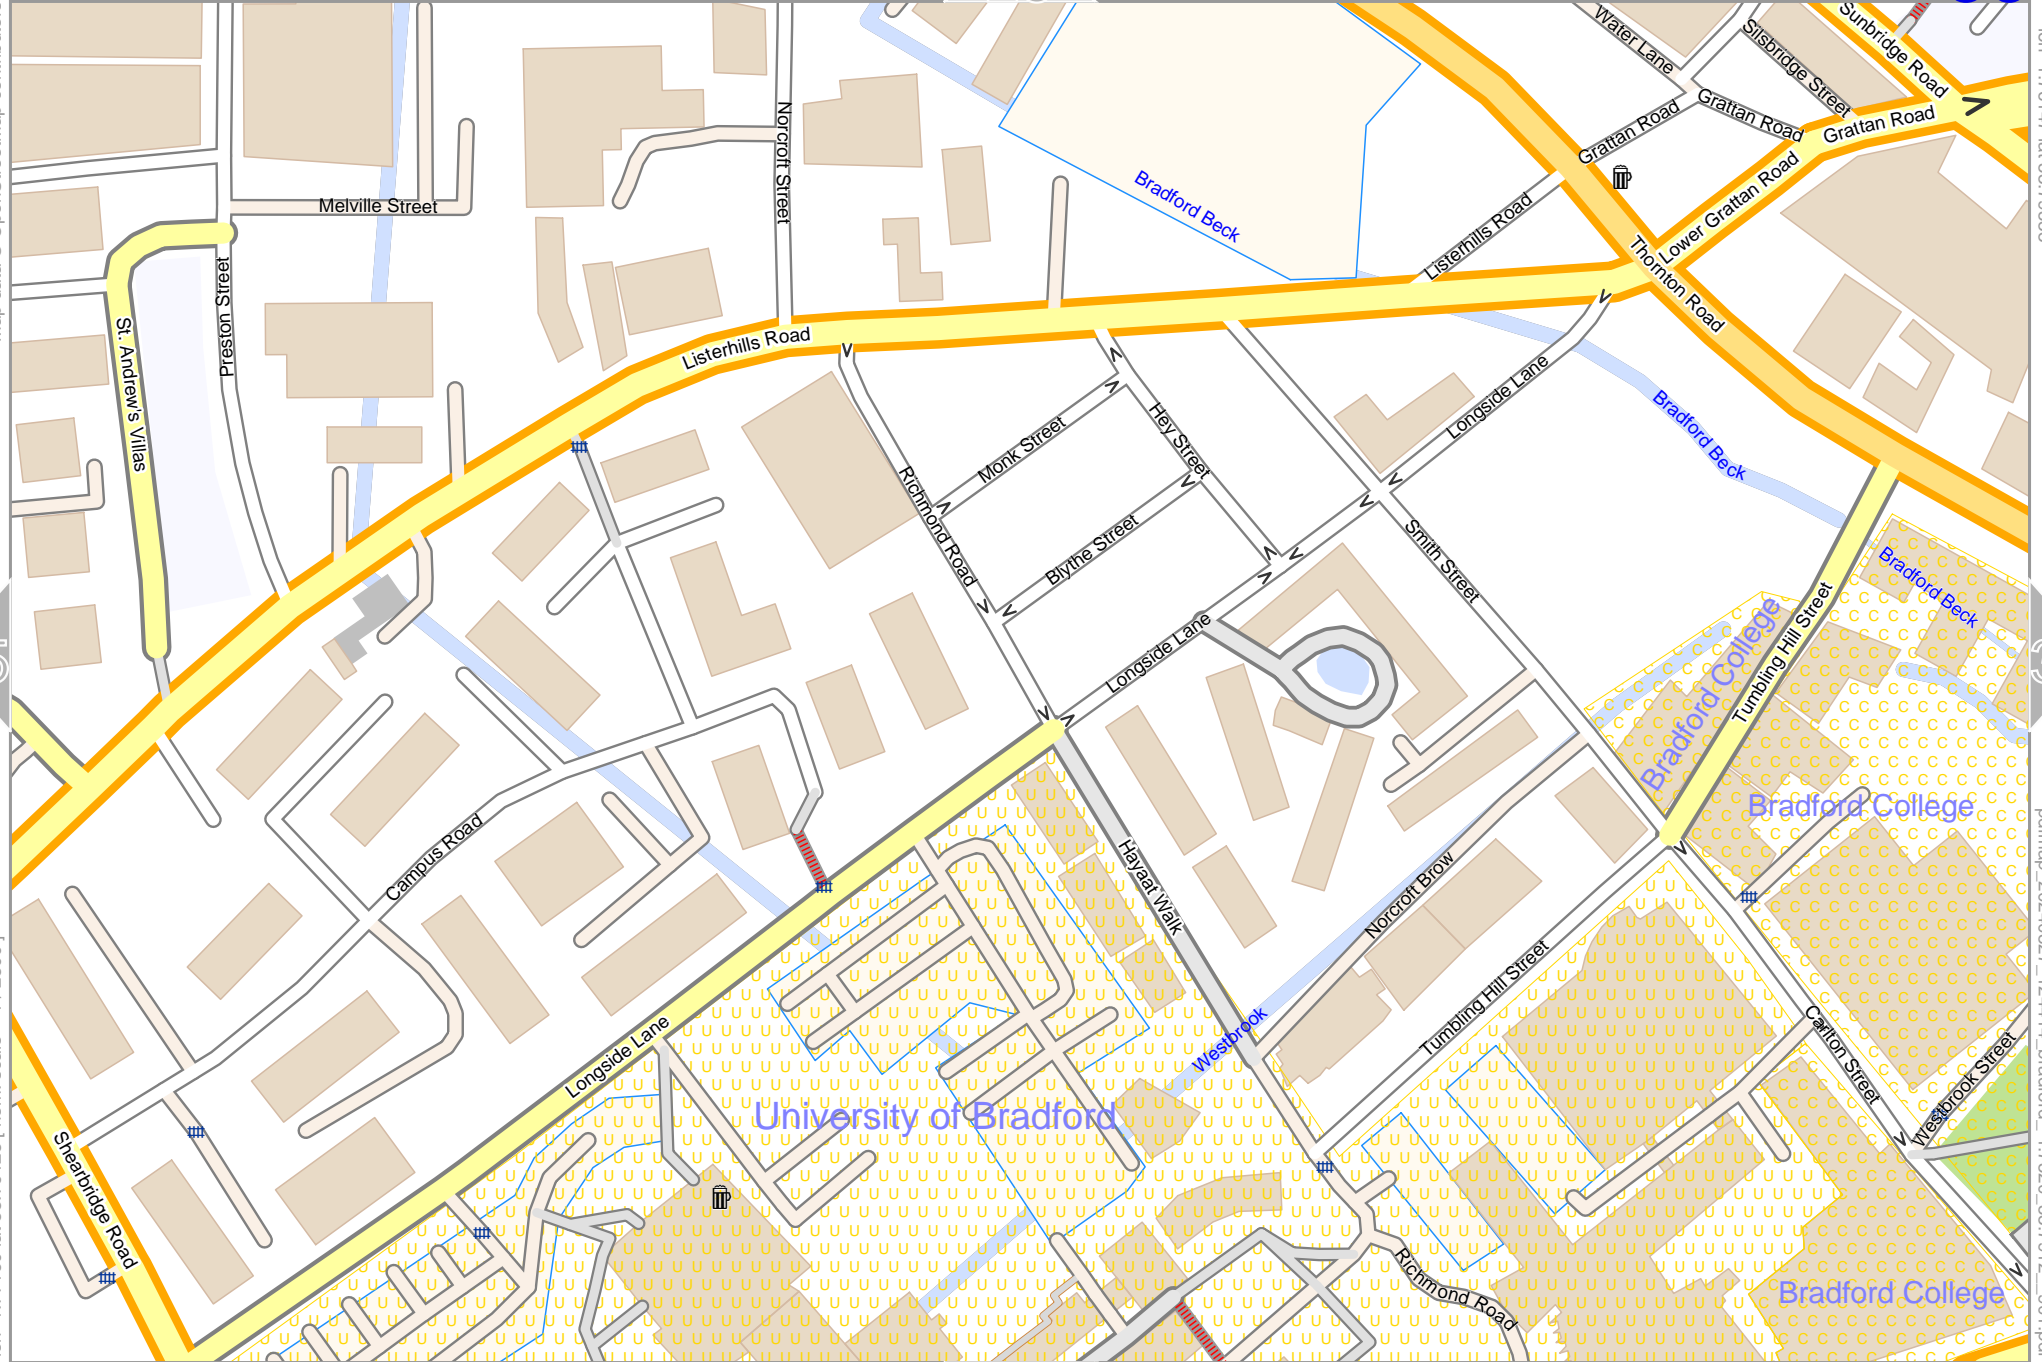 Water Lane
Silsbridge Street
Sunbridge Road
Grattan Road
Grattan Road
Grattan Road
Norcroft Street
Melville Street
Bradford Beck
Listerhills Road
Lower Grattan Road
Thornton Road
Preston Street
St. Andrew's Villas
Listerhills Road
Longside Lane
Bradford Beck
Hey Street
Monk Street
Richmond Road
Blythe Street
Smith Street
Bradford Beck
Longside Lane
Bradford College
Tumbling Hill Street
Bradford College
Campus Road
Hayaat Walk
Norcroft Brow
Tumbling Hill Street
Longside Lane
Westbrook
Carlton Street
Westbrook Street
University of Bradford
Shearbridge Road
Richmond Road
Bradford College